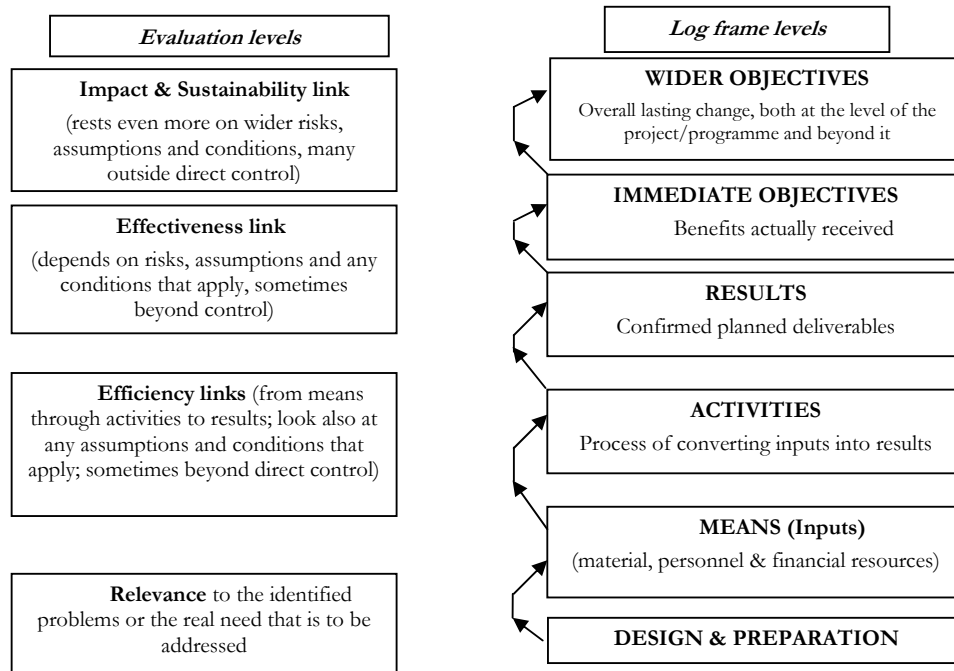 Evaluation levels
Impact & Sustainability link
(rests even more on wider risks,
assumptions and conditions, many
outside direct control)
Effectiveness link
(depends on risks, assumptions and any
conditions that apply, sometimes
beyond control)
Efficiency links (from means
through activities to results; look also at
any assumptions and conditions that
apply; sometimes beyond direct control)
Relevance to the identified
problems or the real need that is to be
addressed
Log frame levels
WIDER OBJECTIVES
Overall lasting change, both at the level of the
project/programme and beyond it
IMMEDIATE OBJECTIVES
Benefits actually received
RESULTS
Confirmed planned deliverables
ACTIVITIES
Process of converting inputs into results
MEANS (Inputs)
(material, personnel & financial resources)
DESIGN & PREPARATION